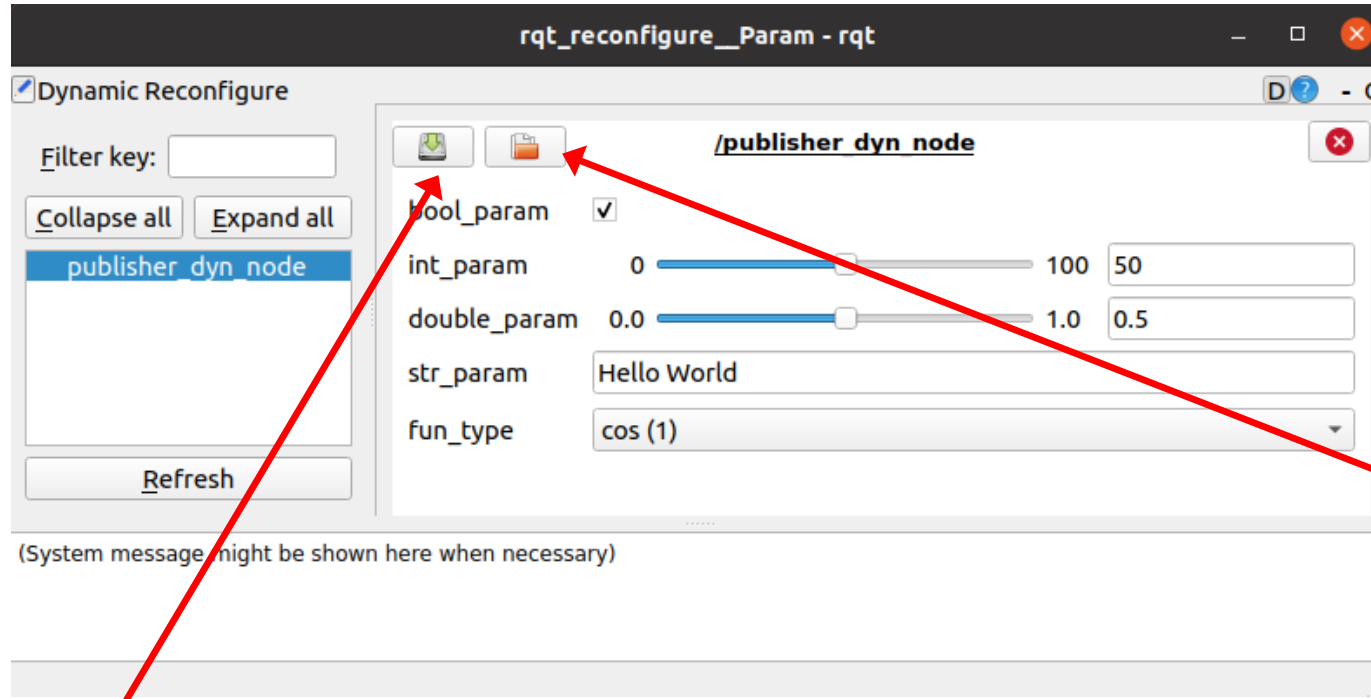 rqt_reconfigure__Param - rqt
Dynamic Reconfigure
D ? -
Filter key:
/publisher_dyn_node
Collapse all Expand all
publisher_dyn_node
bool_param
int_param 0 100 50
double_param 0.0 1.0 0.5
str_param Hello World
fun_type cos (1)
Refresh
(System message might be shown here when necessary)